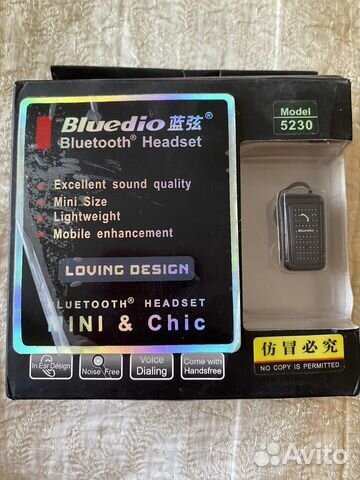 Bluedio 蓝弦®
Bluetooth® Headset
Excellent sound quality
Mini Size
Lightweight
Mobile enhancement
LOVING DESIGN
BLUETOOTH® HEADSET
MINI & Chic
In-Ear Design
Noise Free
Voice Dialing
Come with Handsfree
Model
5230
Bluedio
仿冒必究
NO COPY IS PERMITTED
Avito